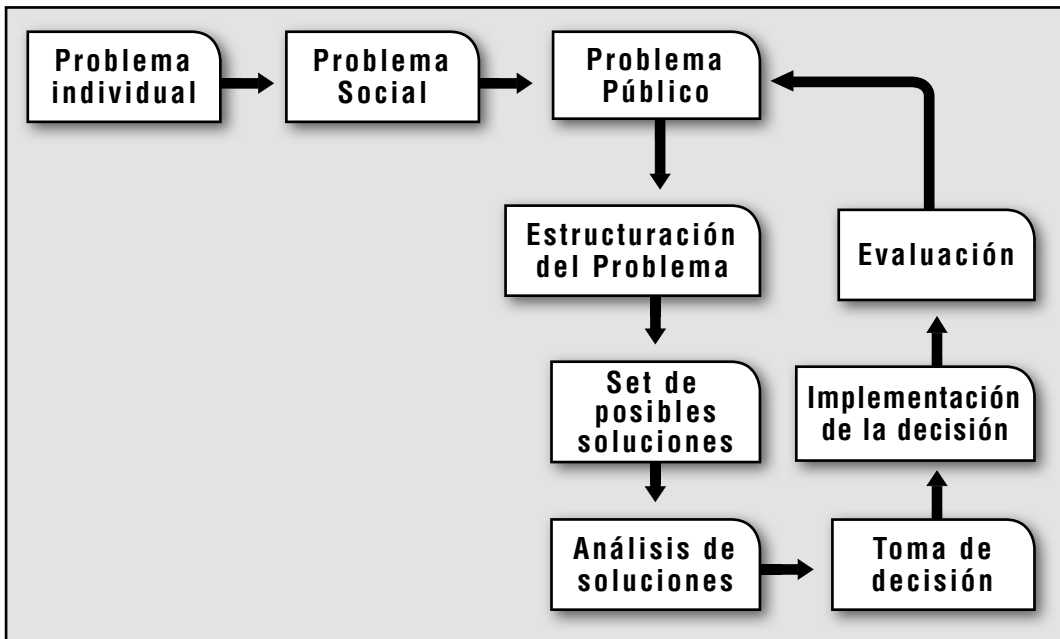 Problema
individual
Problema
Social
Problema
Público
Estructuración
del Problema
Set de
posibles
soluciones
Análisis de
soluciones
Toma de
decisión
Implementación
de la decisión
Evaluación